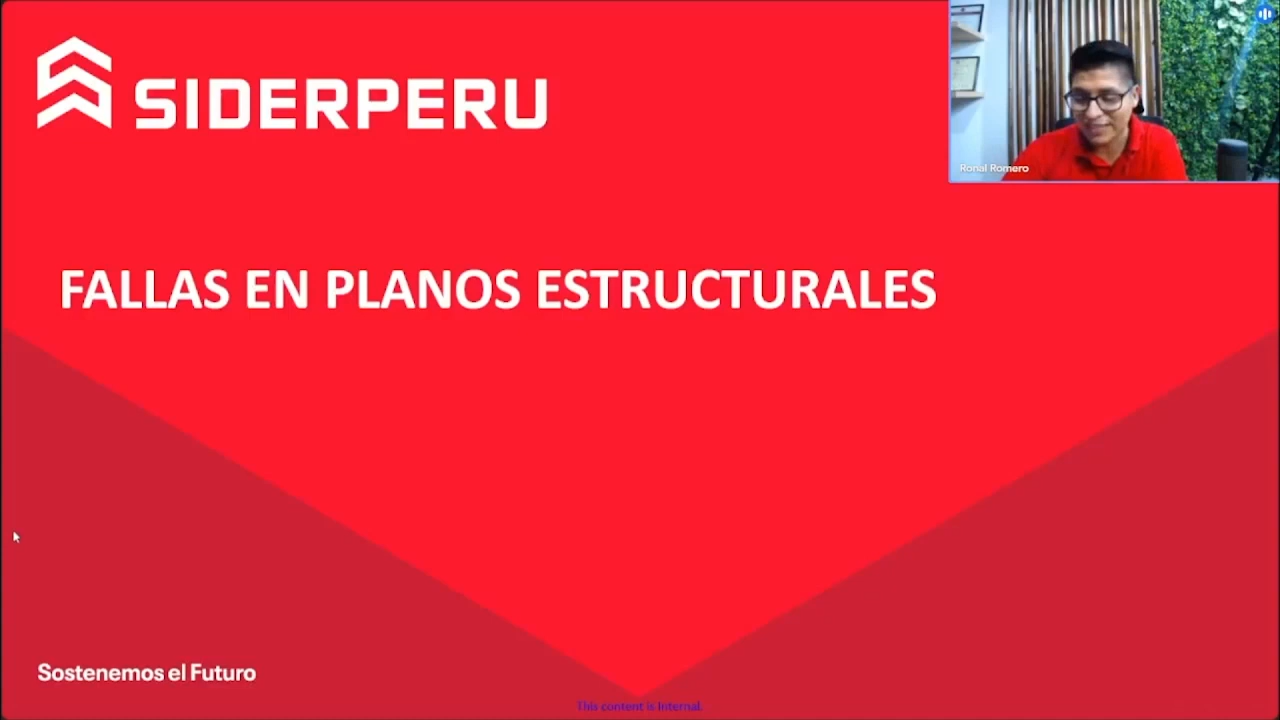 SIDERPERU
Ronal Romero
FALLAS EN PLANOS ESTRUCTURALES
Sostenemos el Futuro
This content is Internal.